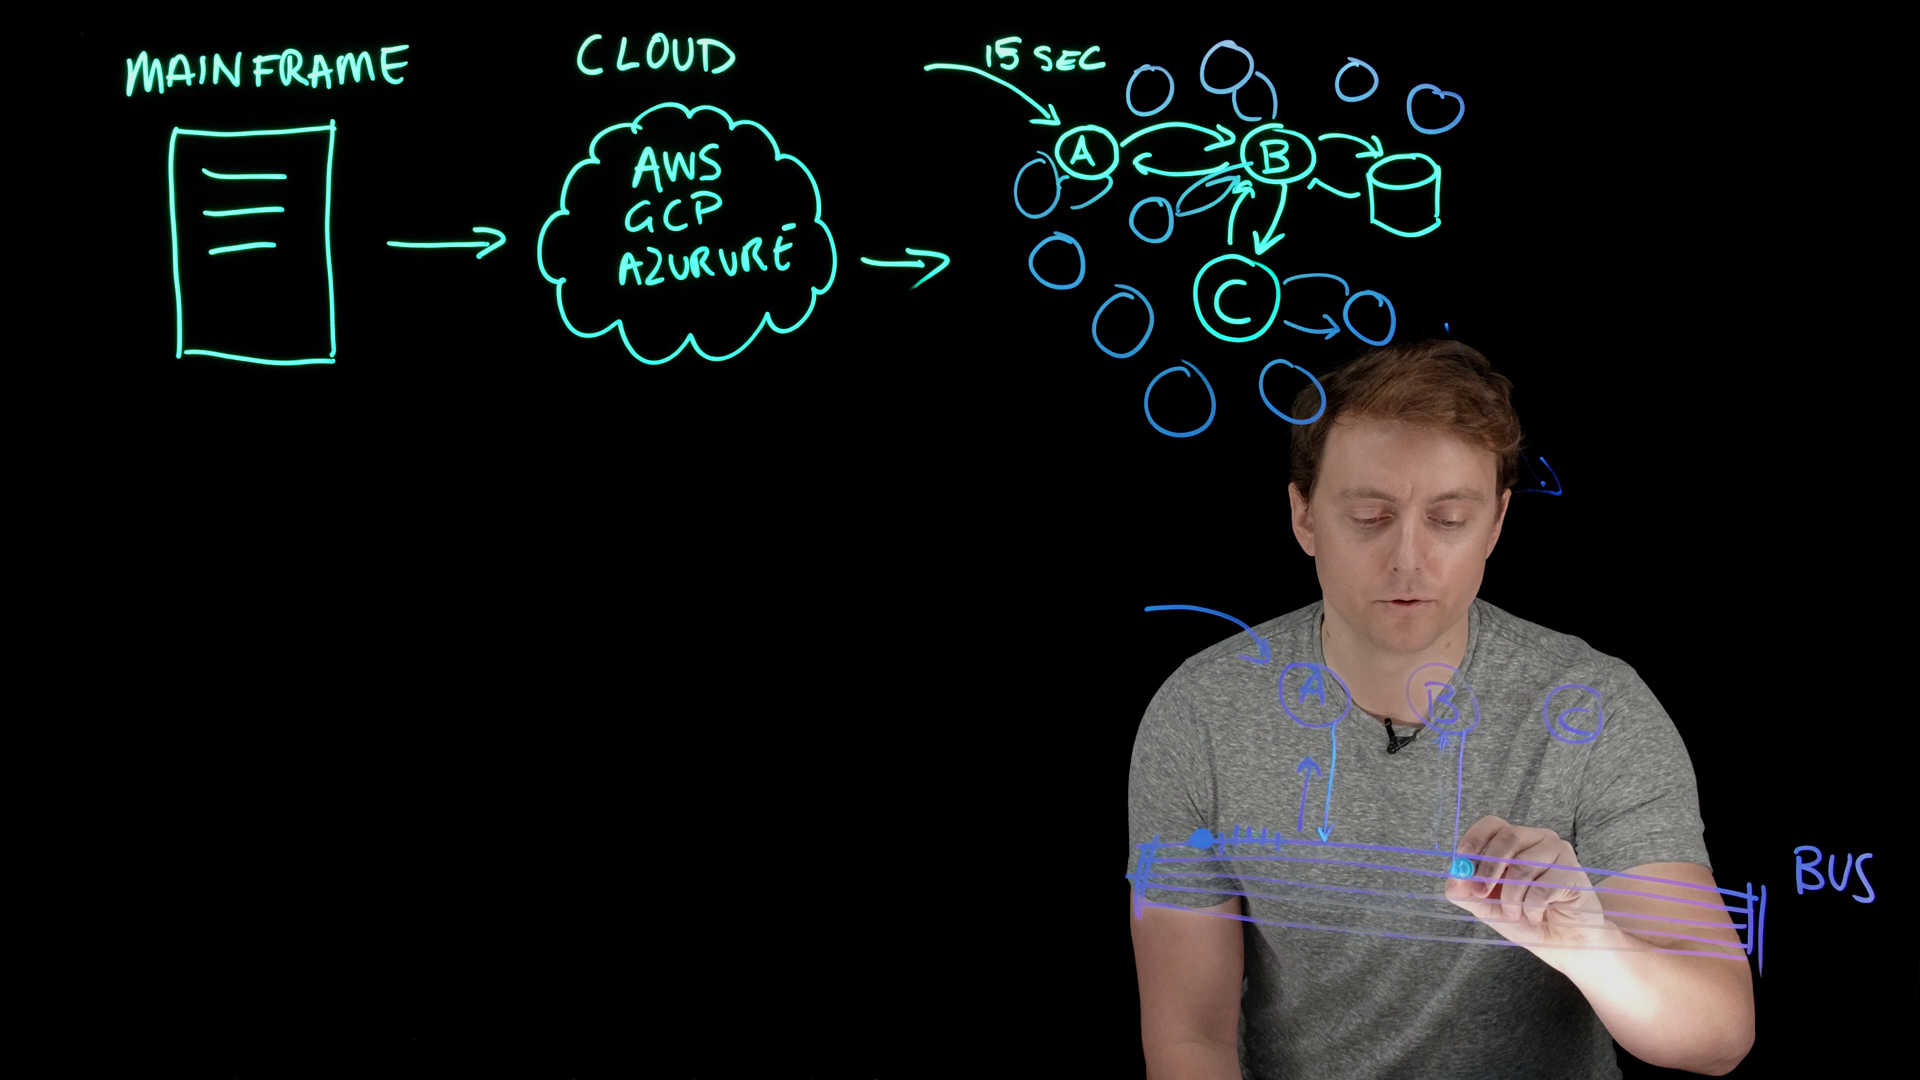 MAINFRAME
CLOUD
AWS
GCP
AZURURE
15 SEC
A
B
C
A
B
C
BUS